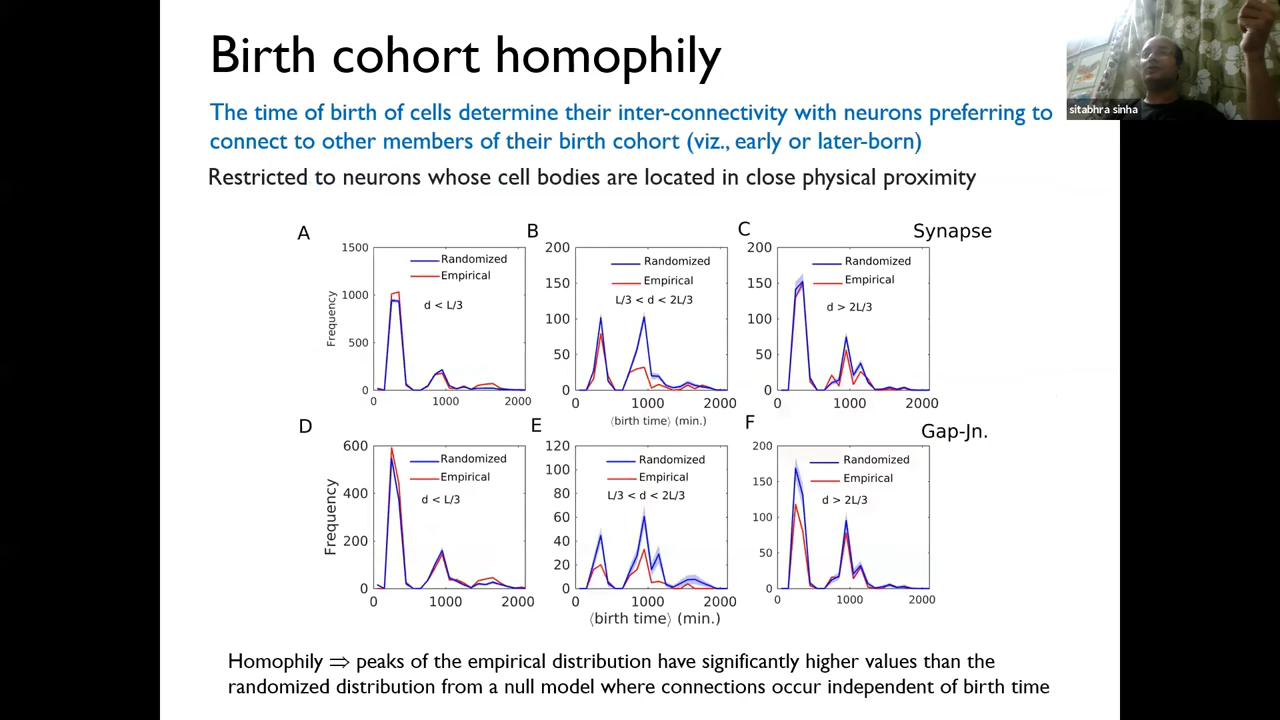 Birth cohort homophily
sitabhra sinha
The time of birth of cells determine their inter-connectivity with neurons preferring to
connect to other members of their birth cohort (viz., early or later-born)
Restricted to neurons whose cell bodies are located in close physical proximity
A
1500
1000
500
0
Frequency
Randomized
Empirical
d < L/3
0 1000 2000
B
200
150
100
50
0
Randomized
Empirical
L/3 < d < 2L/3
0 1000 2000
⟨birth time⟩ (min.)
C
Synapse
200
150
100
50
0
Randomized
Empirical
d > 2L/3
0 1000 2000
D
600
400
200
0
Frequency
Randomized
Empirical
d < L/3
0 1000 2000
E
120
100
80
60
40
20
0
Randomized
Empirical
L/3 < d < 2L/3
0 1000 2000
⟨birth time⟩ (min.)
F
Gap-Jn.
200
150
100
50
0
Randomized
Empirical
d > 2L/3
0 1000 2000
Homophily ⇒ peaks of the empirical distribution have significantly higher values than the
randomized distribution from a null model where connections occur independent of birth time